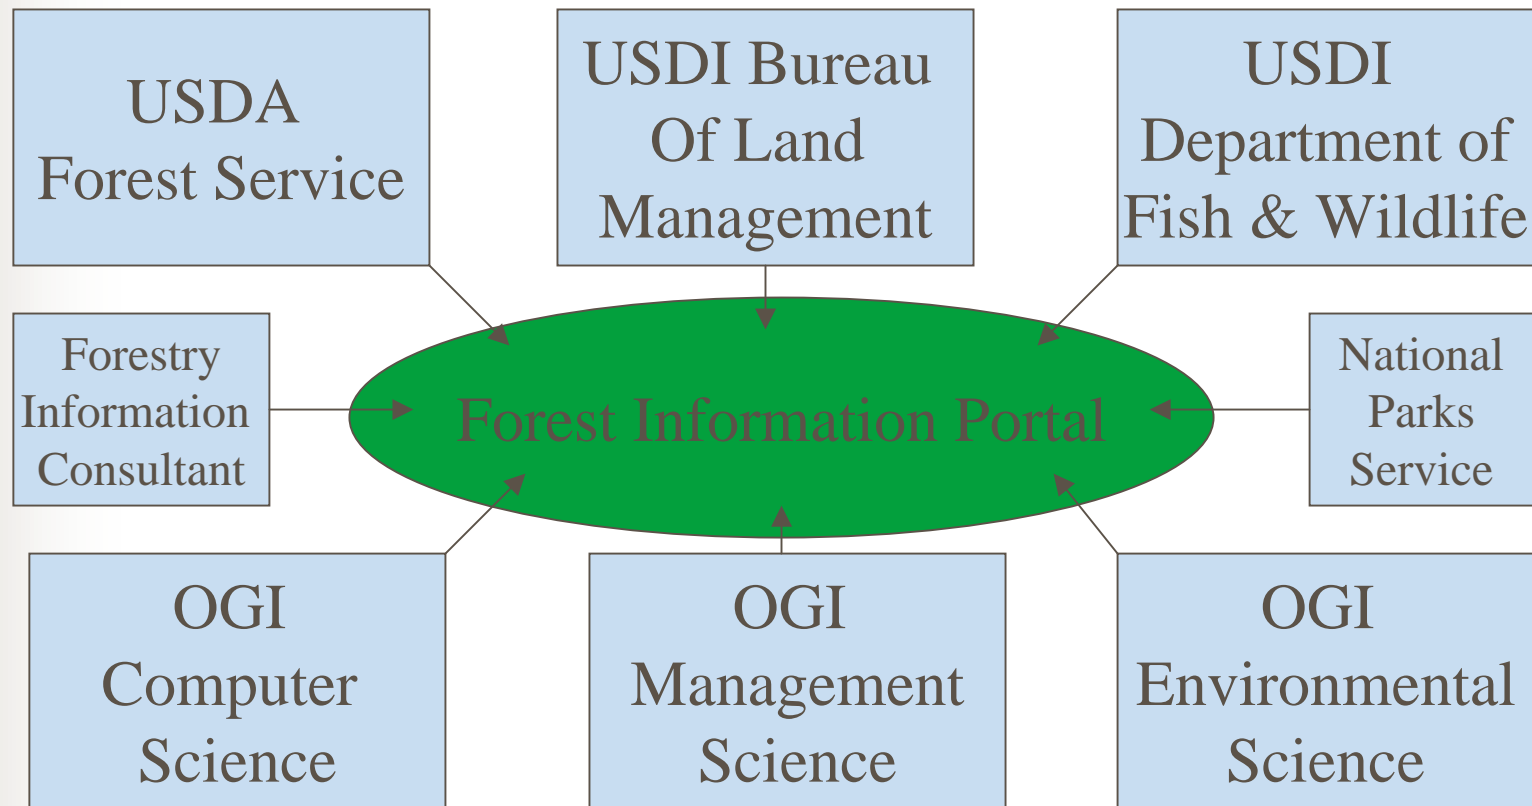 USDA
Forest Service
USDI Bureau
Of Land
Management
USDI
Department of
Fish & Wildlife
Forestry
Information
Consultant
Forest Information Portal
National
Parks
Service
OGI
Computer
Science
OGI
Management
Science
OGI
Environmental
Science